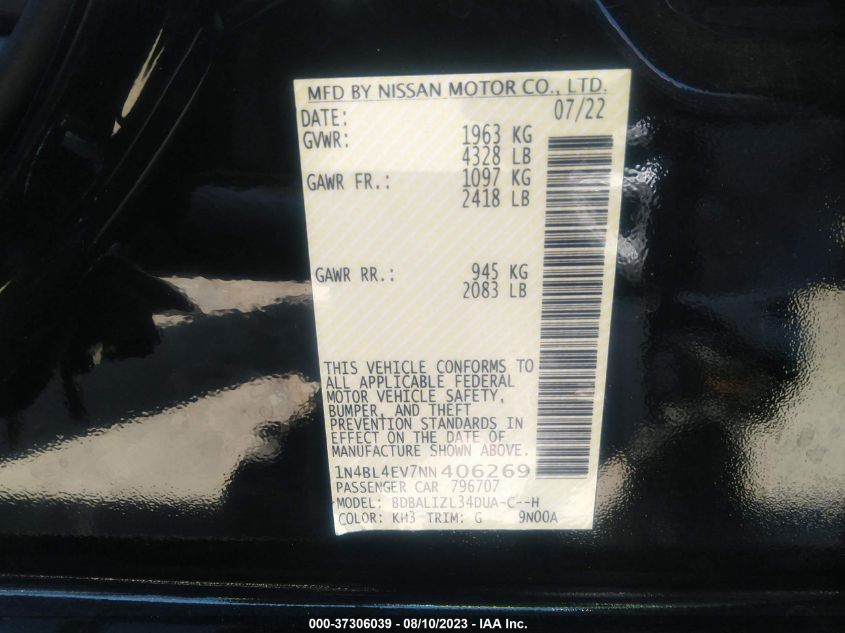 MFD BY NISSAN MOTOR CO., LTD.
DATE: 07/22
GVWR: 1963 KG
4328 LB
GAWR FR.: 1097 KG
2418 LB
GAWR RR.: 945 KG
2083 LB
THIS VEHICLE CONFORMS TO
ALL APPLICABLE FEDERAL
MOTOR VEHICLE SAFETY,
BUMPER, AND THEFT
PREVENTION STANDARDS IN
EFFECT ON THE DATE OF
MANUFACTURE SHOWN ABOVE.
1N4BL4EV7NN406269
PASSENGER CAR 796707
MODEL: BDBALIZL34DUA-C--H
COLOR: KH3 TRIM: G 9N00A
000-37306039 - 08/10/2023 - IAA Inc.